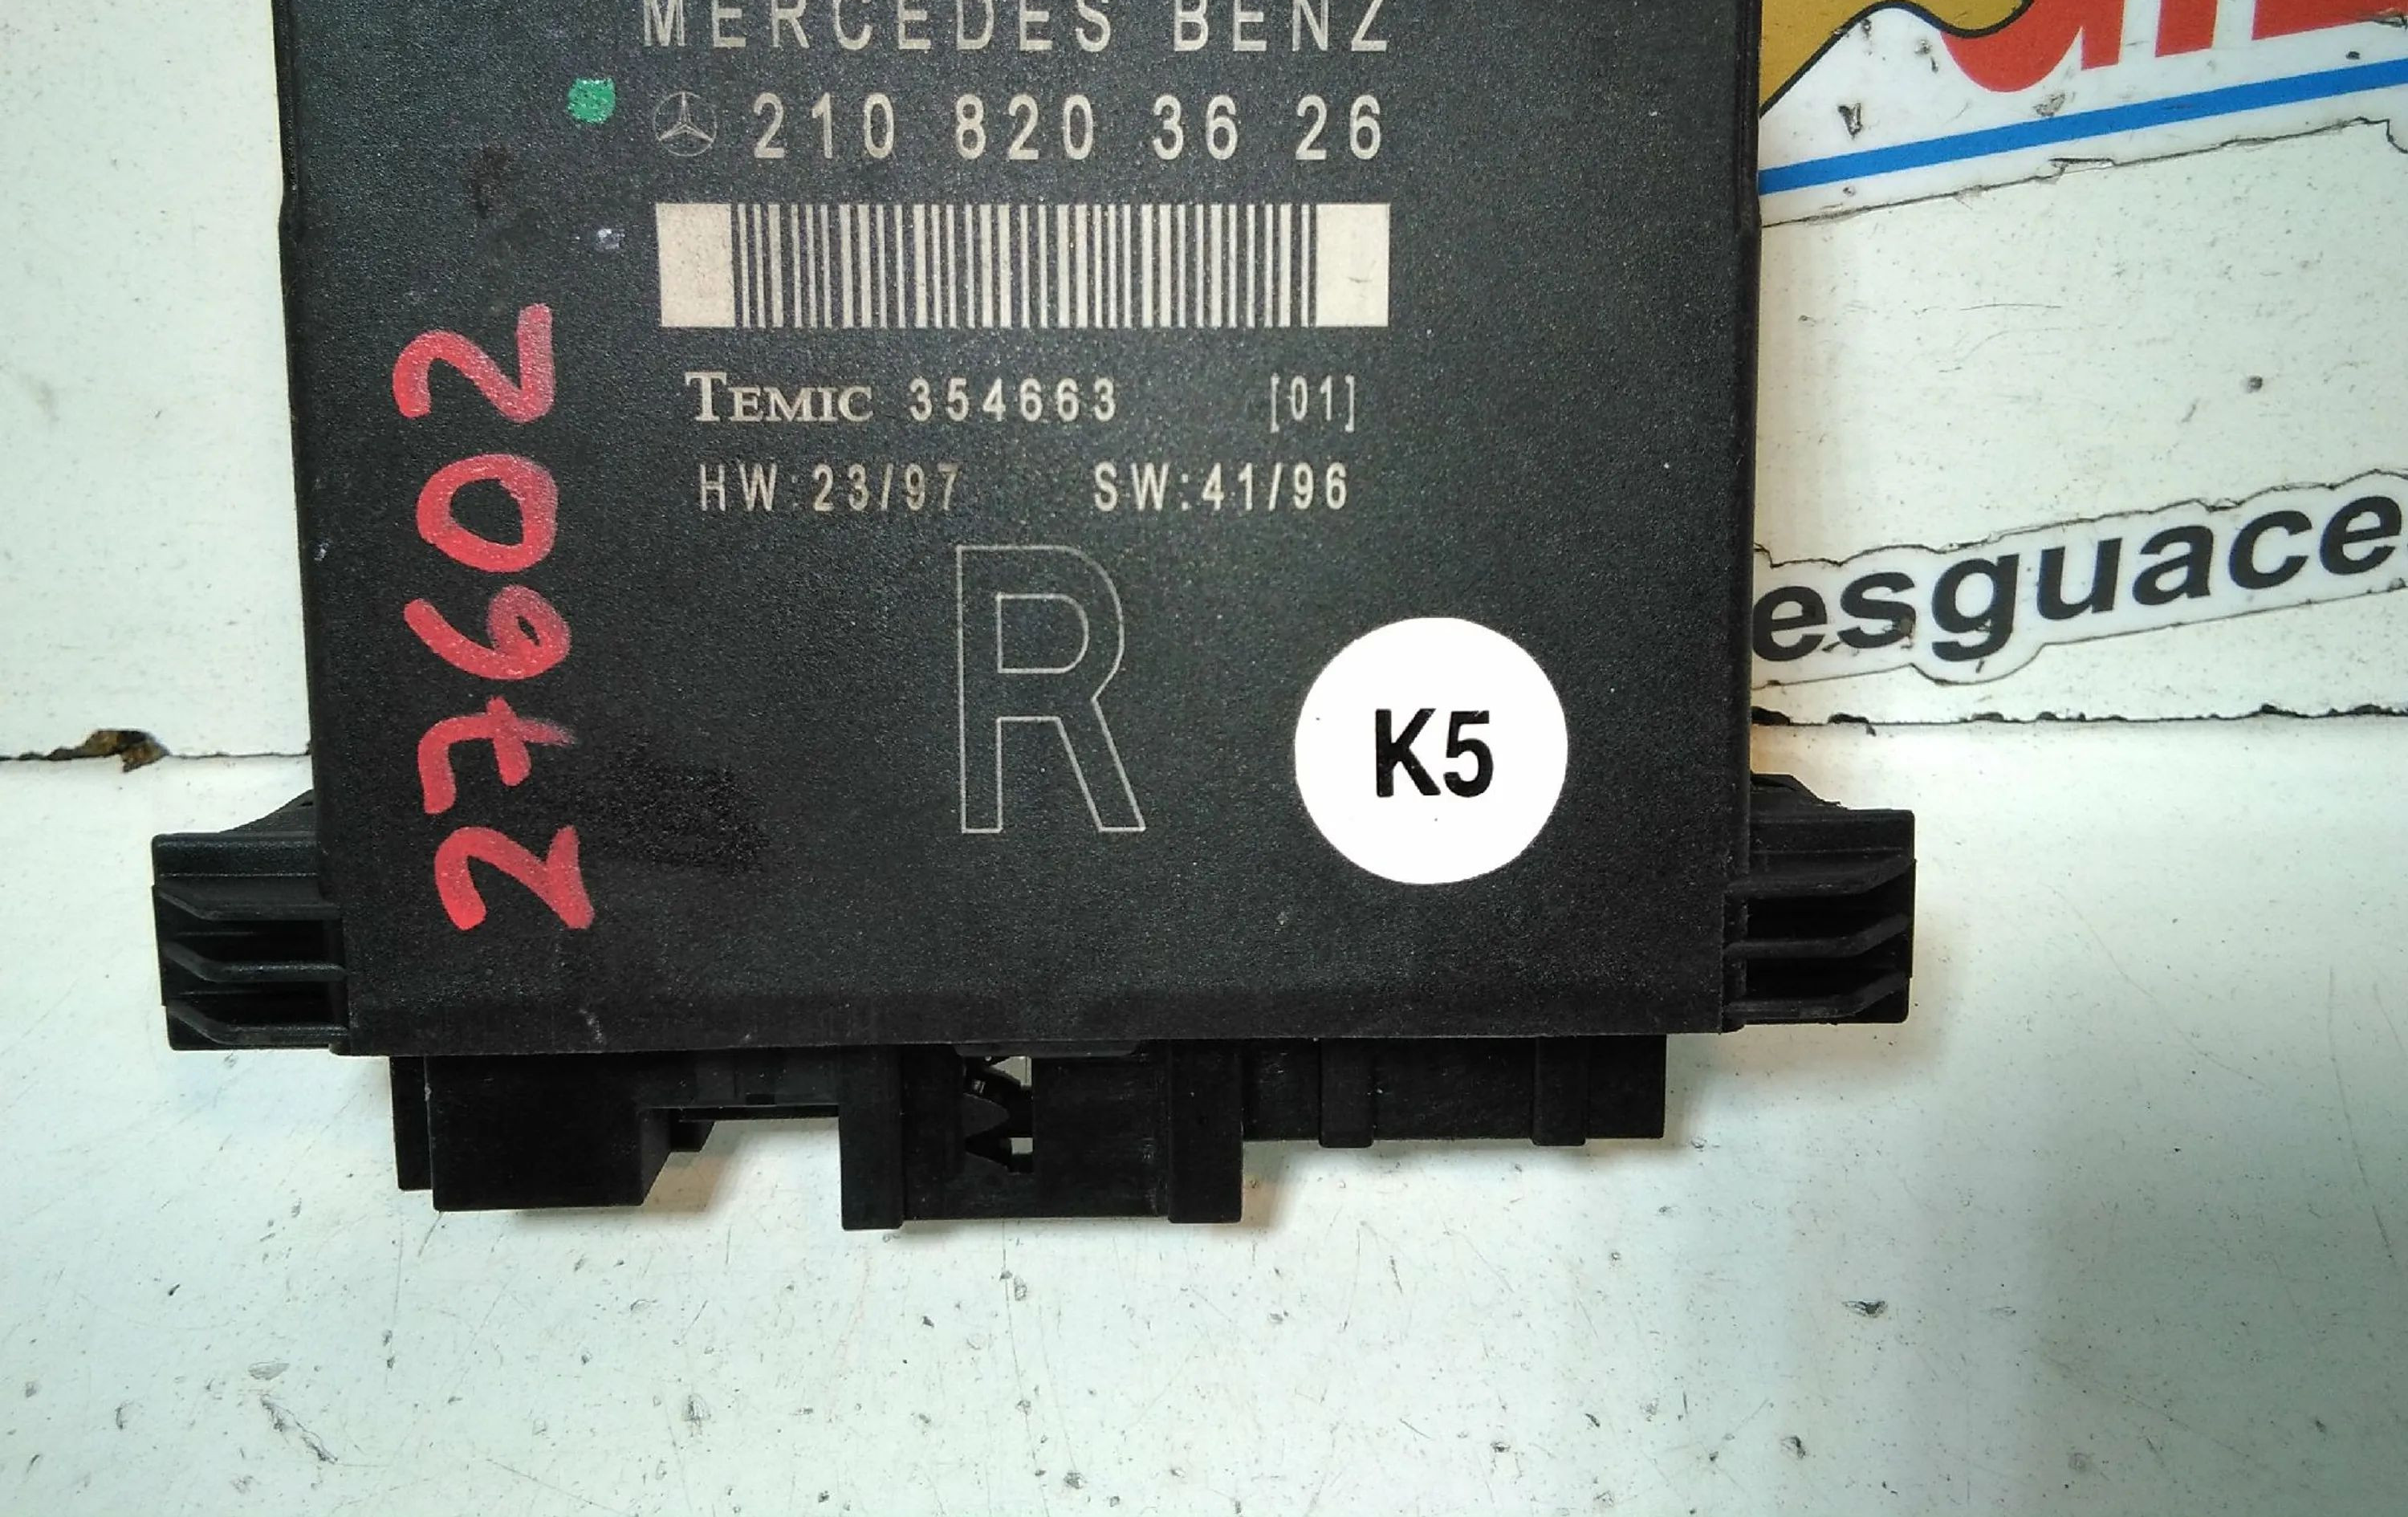 MERCEDES BENZ
210 820 36 26
TEMIC 354663 [01]
HW:23/97 SW:41/96
R
K5
27602
esguace